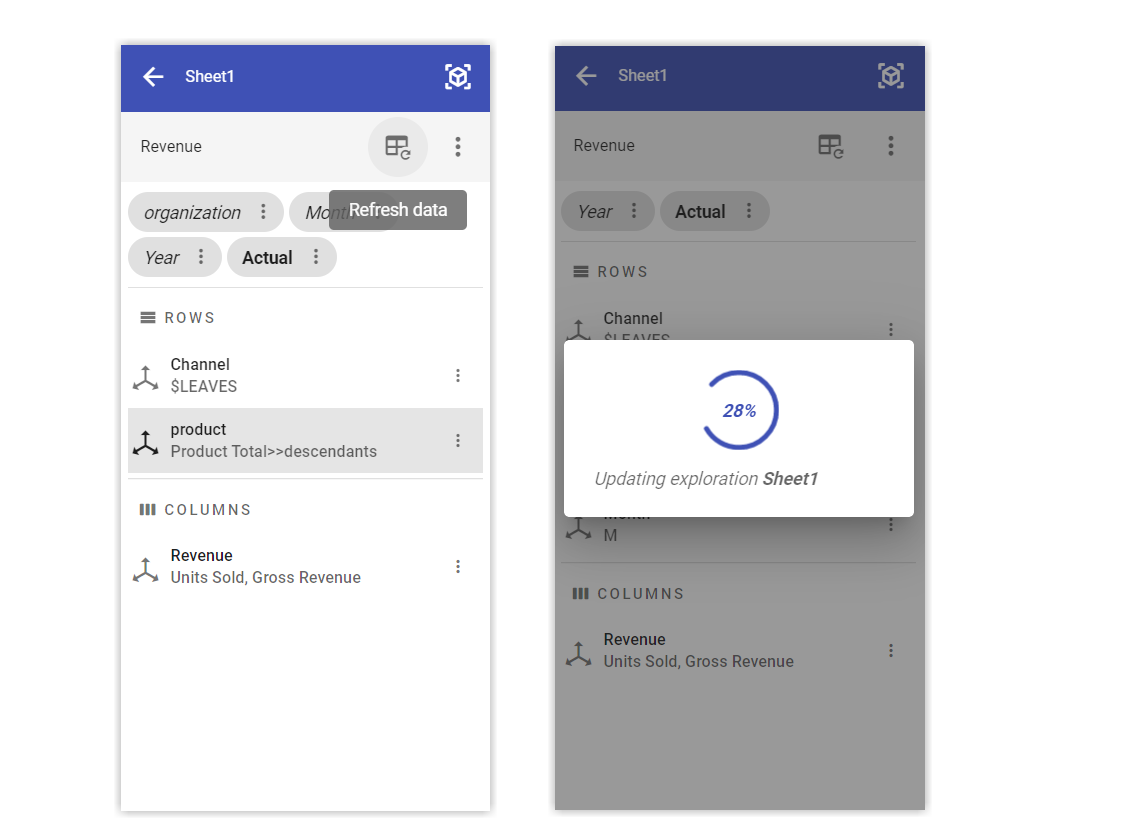 Sheet1
Revenue
organization Mont
Refresh data
Year Actual
ROWS
Channel
$LEAVES
product
Product Total>>descendants
COLUMNS
Revenue
Units Sold, Gross Revenue
Sheet1
Revenue
Year Actual
ROWS
Channel
$LEAVES
28%
Updating exploration Sheet1
Month
M
COLUMNS
Revenue
Units Sold, Gross Revenue